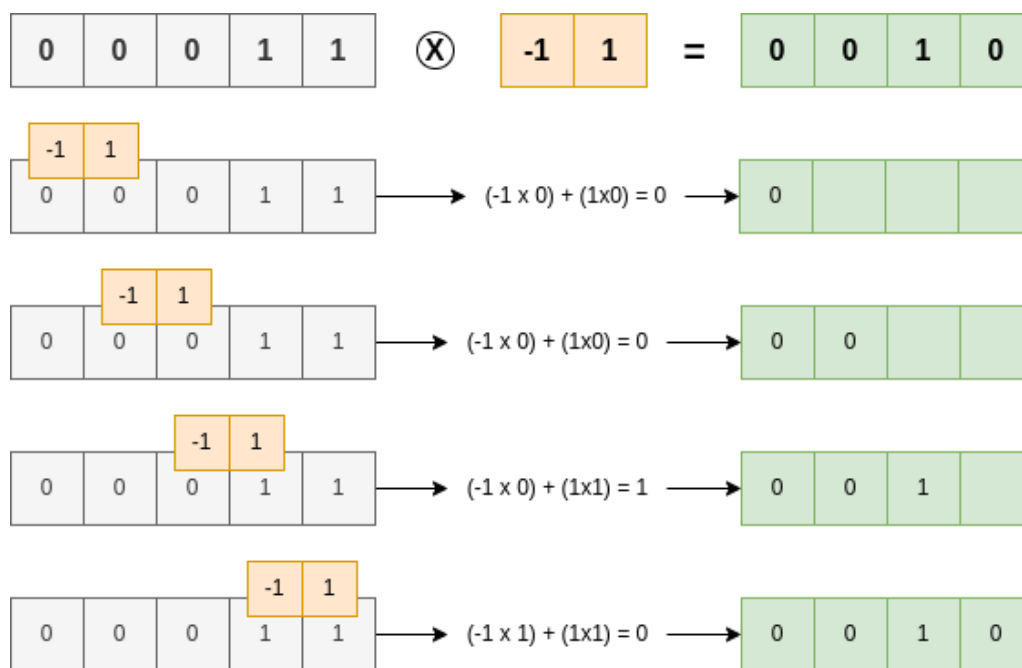 0 0 0 1 1 X -1 1 = 0 0 1 0
-1 1
0 0 0 1 1 (-1 x 0) + (1x0) = 0 0
-1 1
0 0 0 1 1 (-1 x 0) + (1x0) = 0 0 0
-1 1
0 0 0 1 1 (-1 x 0) + (1x1) = 1 0 0 1
-1 1
0 0 0 1 1 (-1 x 1) + (1x1) = 0 0 0 1 0